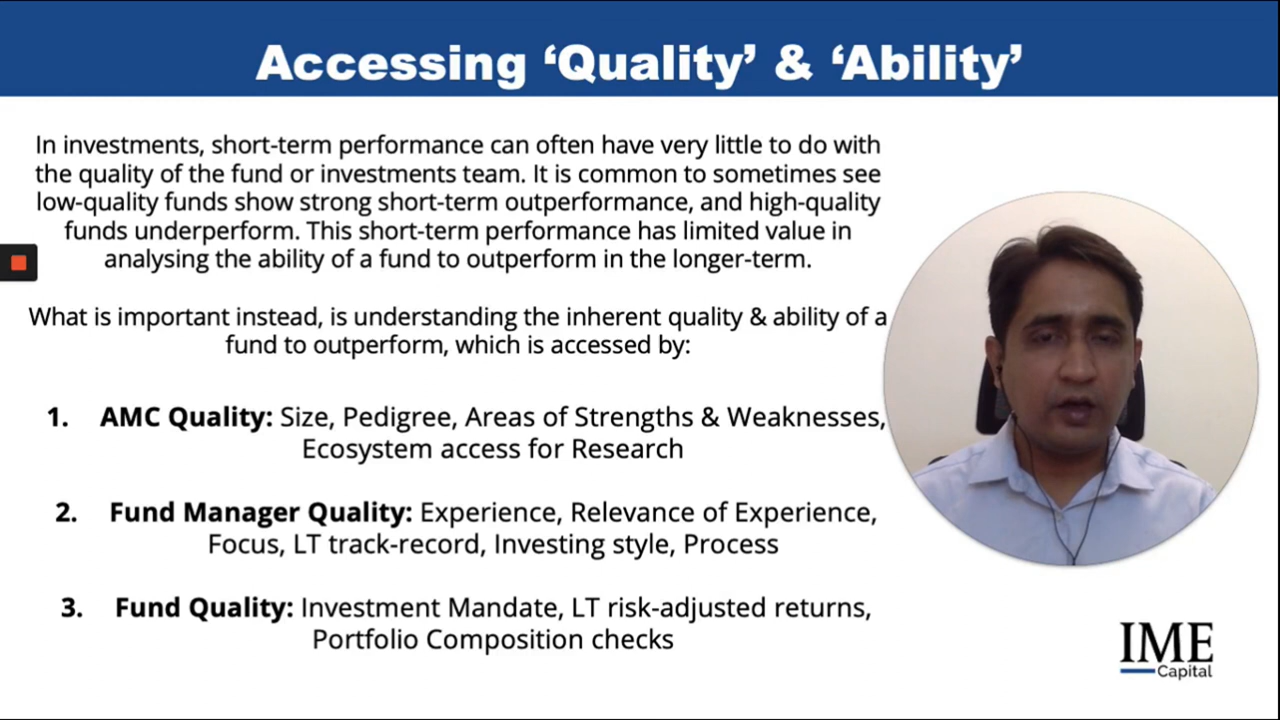 Accessing ‘Quality’ & ‘Ability’
In investments, short-term performance can often have very little to do with
the quality of the fund or investments team. It is common to sometimes see
low-quality funds show strong short-term outperformance, and high-quality
funds underperform. This short-term performance has limited value in
analysing the ability of a fund to outperform in the longer-term.
What is important instead, is understanding the inherent quality & ability of a
fund to outperform, which is accessed by:
1. AMC Quality: Size, Pedigree, Areas of Strengths & Weaknesses,
Ecosystem access for Research
2. Fund Manager Quality: Experience, Relevance of Experience,
Focus, LT track-record, Investing style, Process
3. Fund Quality: Investment Mandate, LT risk-adjusted returns,
Portfolio Composition checks
IME
Capital